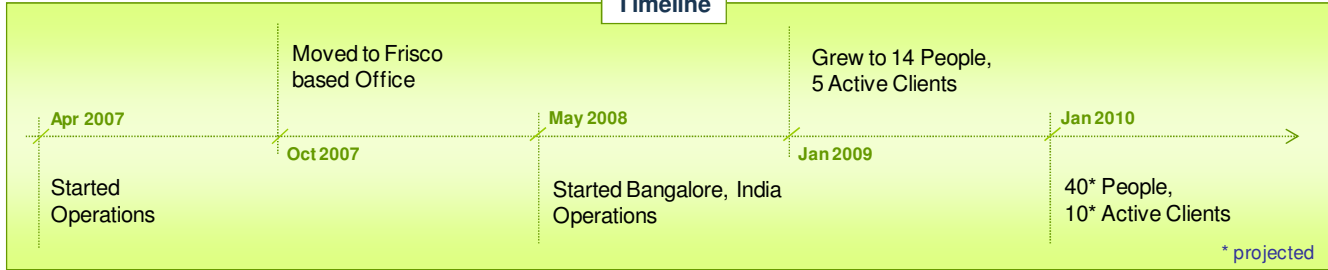 Timeline
Moved to Frisco
based Office
Grew to 14 People,
5 Active Clients
Apr 2007
May 2008
Jan 2010
Oct 2007
Jan 2009
Started
Operations
Started Bangalore, India
Operations
40* People,
10* Active Clients
* projected